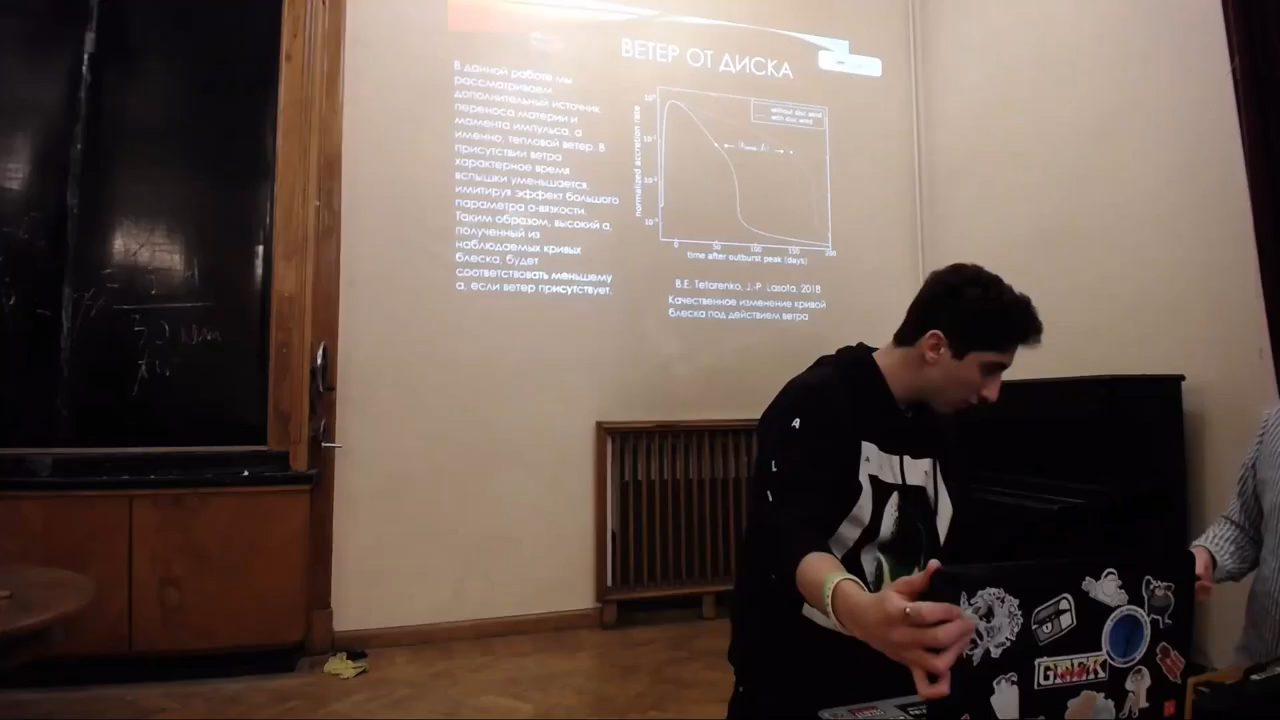 ВЕТЕР ОТ ДИСКА
В данной работе мы
рассматриваем
дополнительный источник
переноса материи и
момента импульса, а
именно, тепловой ветер. В
присутствии ветра
характерное время
вспышки уменьшается,
имитируя эффект большого
параметра α-вязкости.
Таким образом, высокий α,
полученный из
наблюдаемых кривых
блеска, будет
соответствовать меньшему
α, если ветер присутствует.
without disc wind
with disc wind
normalized accretion rate
0 50 100 150 200
time after outburst peak (days)
B.E. Tetarenko, J.-P. Lasota, 2018
Качественное изменение кривой
блеска под действием ветра
A
L
I
GEEK